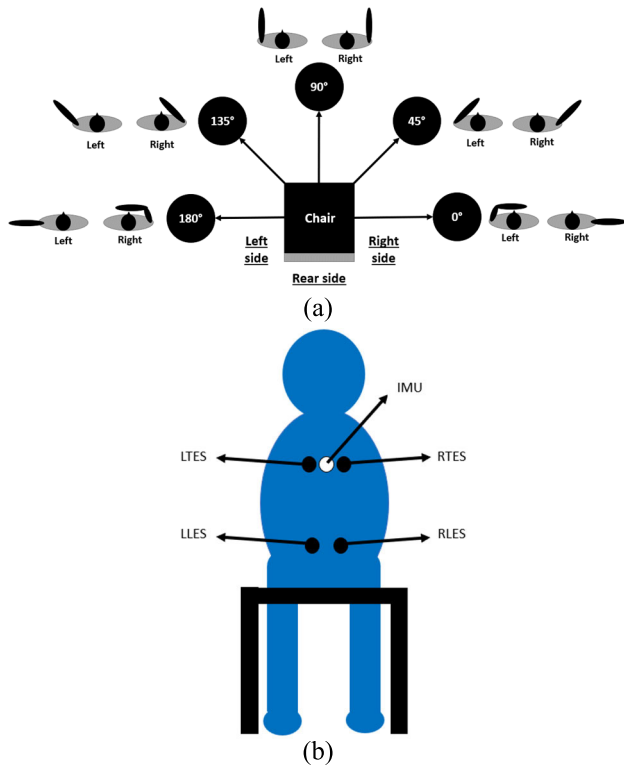 Left
Right
90°
135°
45°
Left
Right
Left
Right
180°
Chair
0°
Left
Right
Left
Right
Left
side
Right
side
Rear side
(a)
IMU
LTES
RTES
LLES
RLES
(b)